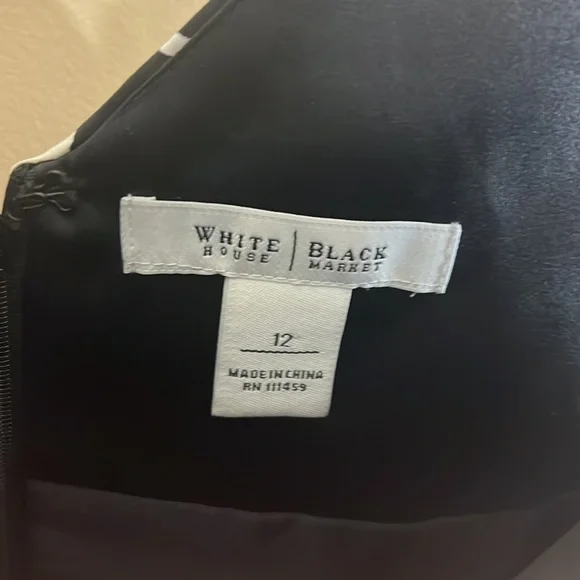 WHITE | BLACK
HOUSE MARKET
12
MADE IN CHINA
RN 111459